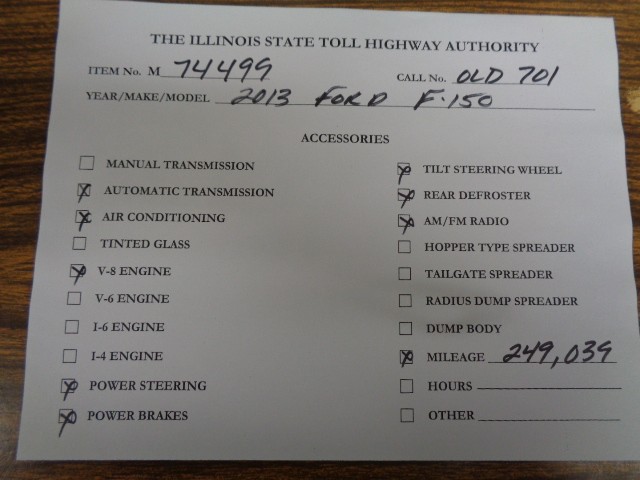 THE ILLINOIS STATE TOLL HIGHWAY AUTHORITY
ITEM No. M 74499 CALL No. OLD 701
YEAR/MAKE/MODEL 2013 FORD F-150
ACCESSORIES
MANUAL TRANSMISSION
AUTOMATIC TRANSMISSION
AIR CONDITIONING
TINTED GLASS
V-8 ENGINE
V-6 ENGINE
I-6 ENGINE
I-4 ENGINE
POWER STEERING
POWER BRAKES
TILT STEERING WHEEL
REAR DEFROSTER
AM/FM RADIO
HOPPER TYPE SPREADER
TAILGATE SPREADER
RADIUS DUMP SPREADER
DUMP BODY
MILEAGE 249,039
HOURS
OTHER